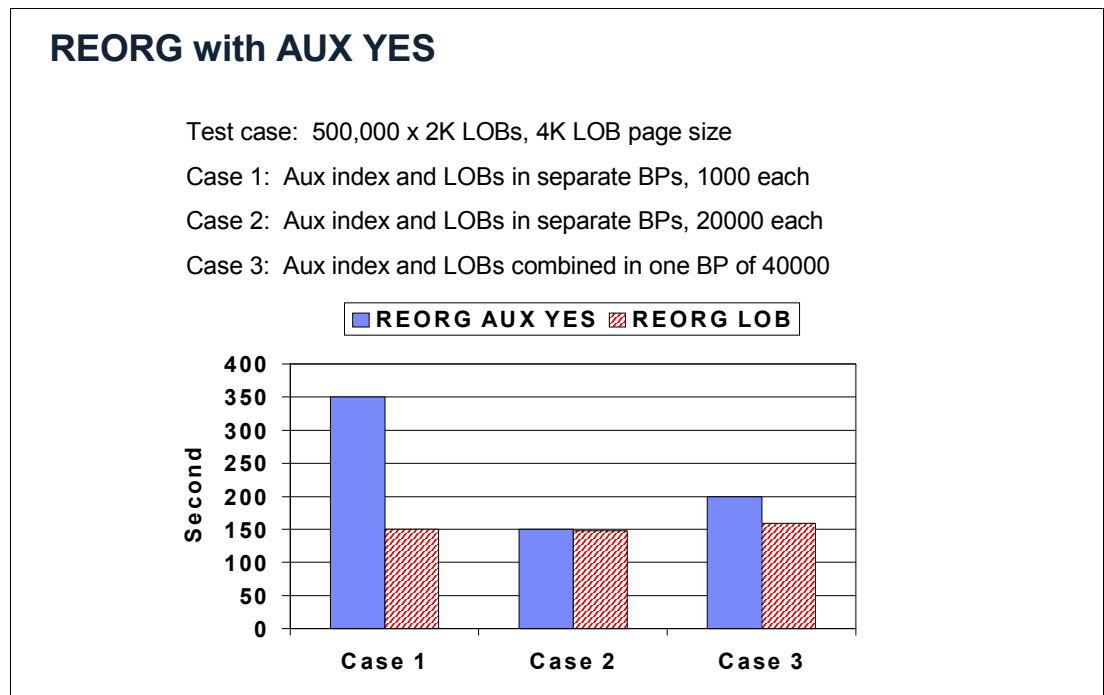 REORG with AUX YES
Test case: 500,000 x 2K LOBs, 4K LOB page size
Case 1: Aux index and LOBs in separate BPs, 1000 each
Case 2: Aux index and LOBs in separate BPs, 20000 each
Case 3: Aux index and LOBs combined in one BP of 40000
REORG AUX YES REORG LOB
Second
400
350
300
250
200
150
100
50
0
Case 1 Case 2 Case 3